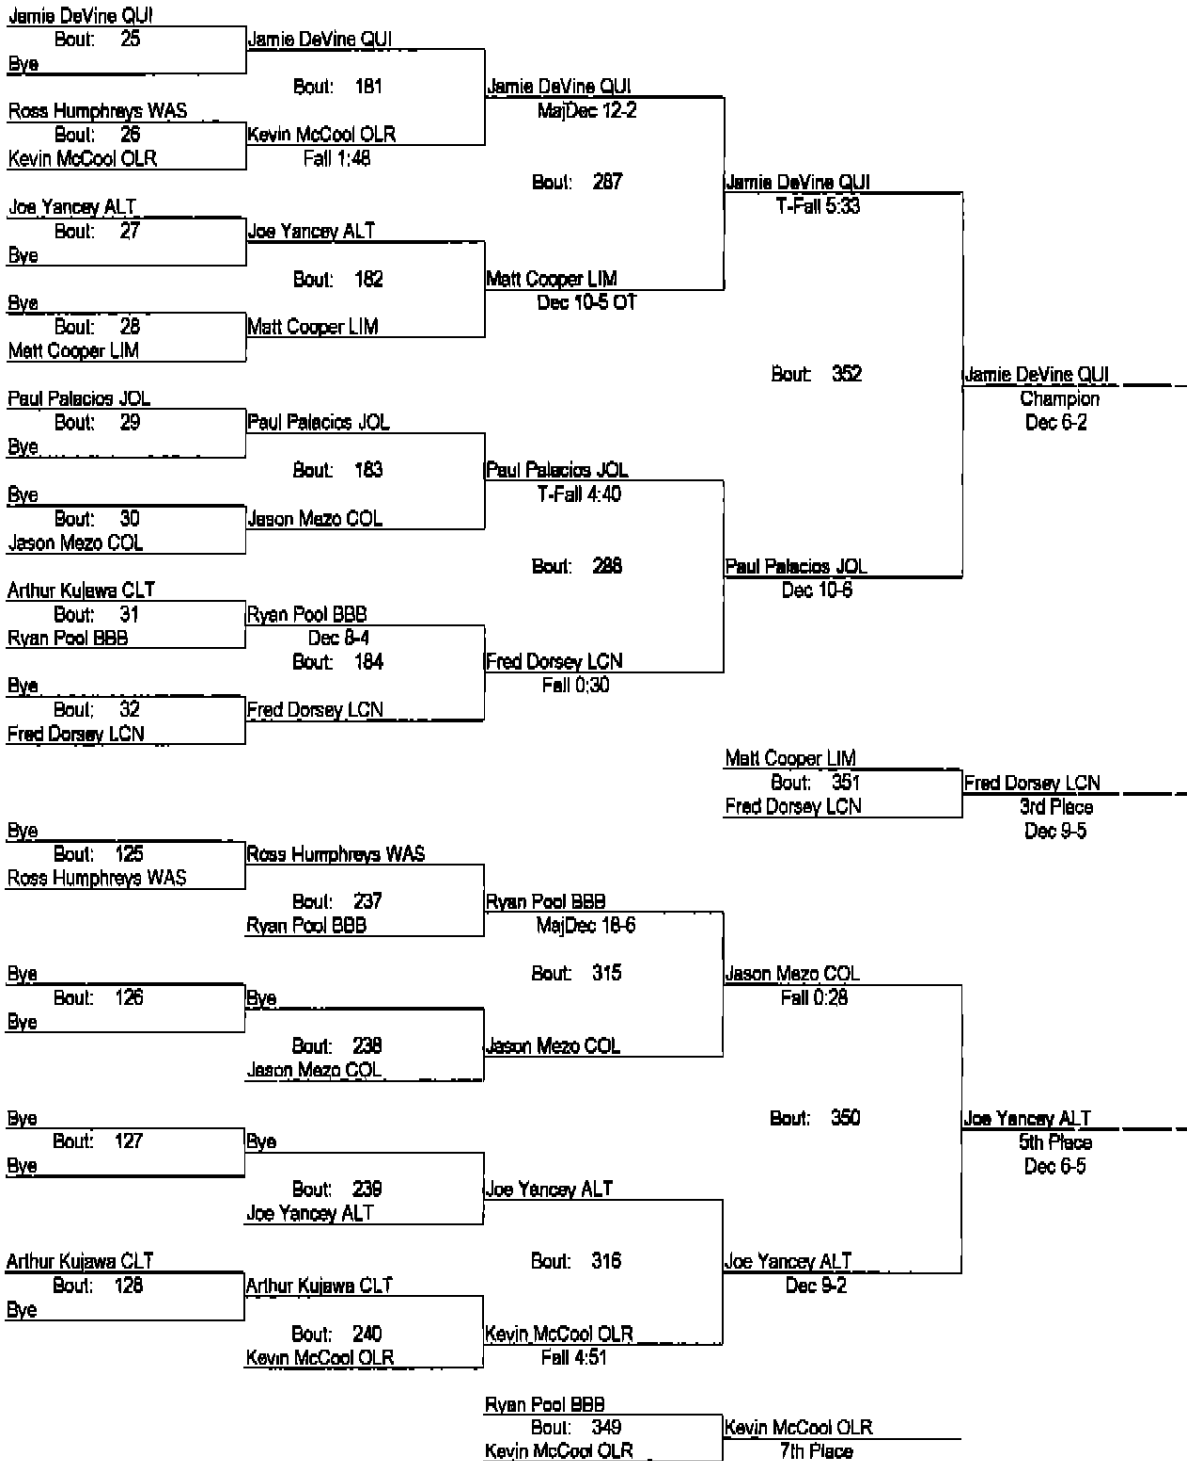 Jamie DeVine QUI
Bout: 25
Bye
Jamie DeVine QUI
Bout: 181
Ross Humphreys WAS
Bout: 26
Kevin McCool OLR
Kevin McCool OLR
Fall 1:48
Jamie DeVine QUI
MajDec 12-2
Bout: 287
Joe Yancey ALT
Bout: 27
Bye
Joe Yancey ALT
Bout: 182
Bye
Bout: 28
Matt Cooper LIM
Matt Cooper LIM
Matt Cooper LIM
Dec 10-5 OT
Jamie DeVine QUI
T-Fall 5:33
Bout: 352
Paul Palacios JOL
Bout: 29
Bye
Paul Palacios JOL
Bout: 183
Bye
Bout: 30
Jason Mezo COL
Jason Mezo COL
Paul Palacios JOL
T-Fall 4:40
Bout: 288
Arthur Kujawa CLT
Bout: 31
Ryan Pool BBB
Ryan Pool BBB
Dec 8-4
Bout: 184
Bye
Bout: 32
Fred Dorsey LCN
Fred Dorsey LCN
Fred Dorsey LCN
Fall 0:30
Paul Palacios JOL
Dec 10-6
Jamie DeVine QUI
Champion
Dec 6-2
Matt Cooper LIM
Bout: 351
Fred Dorsey LCN
Fred Dorsey LCN
3rd Place
Dec 9-5
Bye
Bout: 125
Ross Humphreys WAS
Ross Humphreys WAS
Bout: 237
Ryan Pool BBB
Ryan Pool BBB
MajDec 18-6
Bout: 315
Bye
Bout: 126
Bye
Bye
Bout: 238
Jason Mezo COL
Jason Mezo COL
Jason Mezo COL
Fall 0:28
Bout: 350
Bye
Bout: 127
Bye
Bye
Bout: 239
Joe Yancey ALT
Joe Yancey ALT
Bout: 316
Arthur Kujawa CLT
Bout: 128
Bye
Arthur Kujawa CLT
Bout: 240
Kevin McCool OLR
Kevin McCool OLR
Fall 4:51
Joe Yancey ALT
Dec 9-2
Joe Yancey ALT
5th Place
Dec 6-5
Ryan Pool BBB
Bout: 349
Kevin McCool OLR
Kevin McCool OLR
7th Place